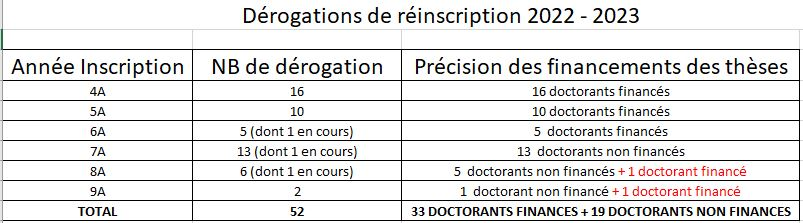 Dérogations de réinscription 2022 - 2023
Année Inscription NB de dérogation Précision des financements des thèses
4A 16 16 doctorants financés
5A 10 10 doctorants financés
6A 5 (dont 1 en cours) 5 doctorants financés
7A 13 (dont 1 en cours) 13 doctorants non financés
8A 6 (dont 1 en cours) 5 doctorants non financés + 1 doctorant financé
9A 2 1 doctorant non financé + 1 doctorant financé
TOTAL 52 33 DOCTORANTS FINANCES + 19 DOCTORANTS NON FINANCES